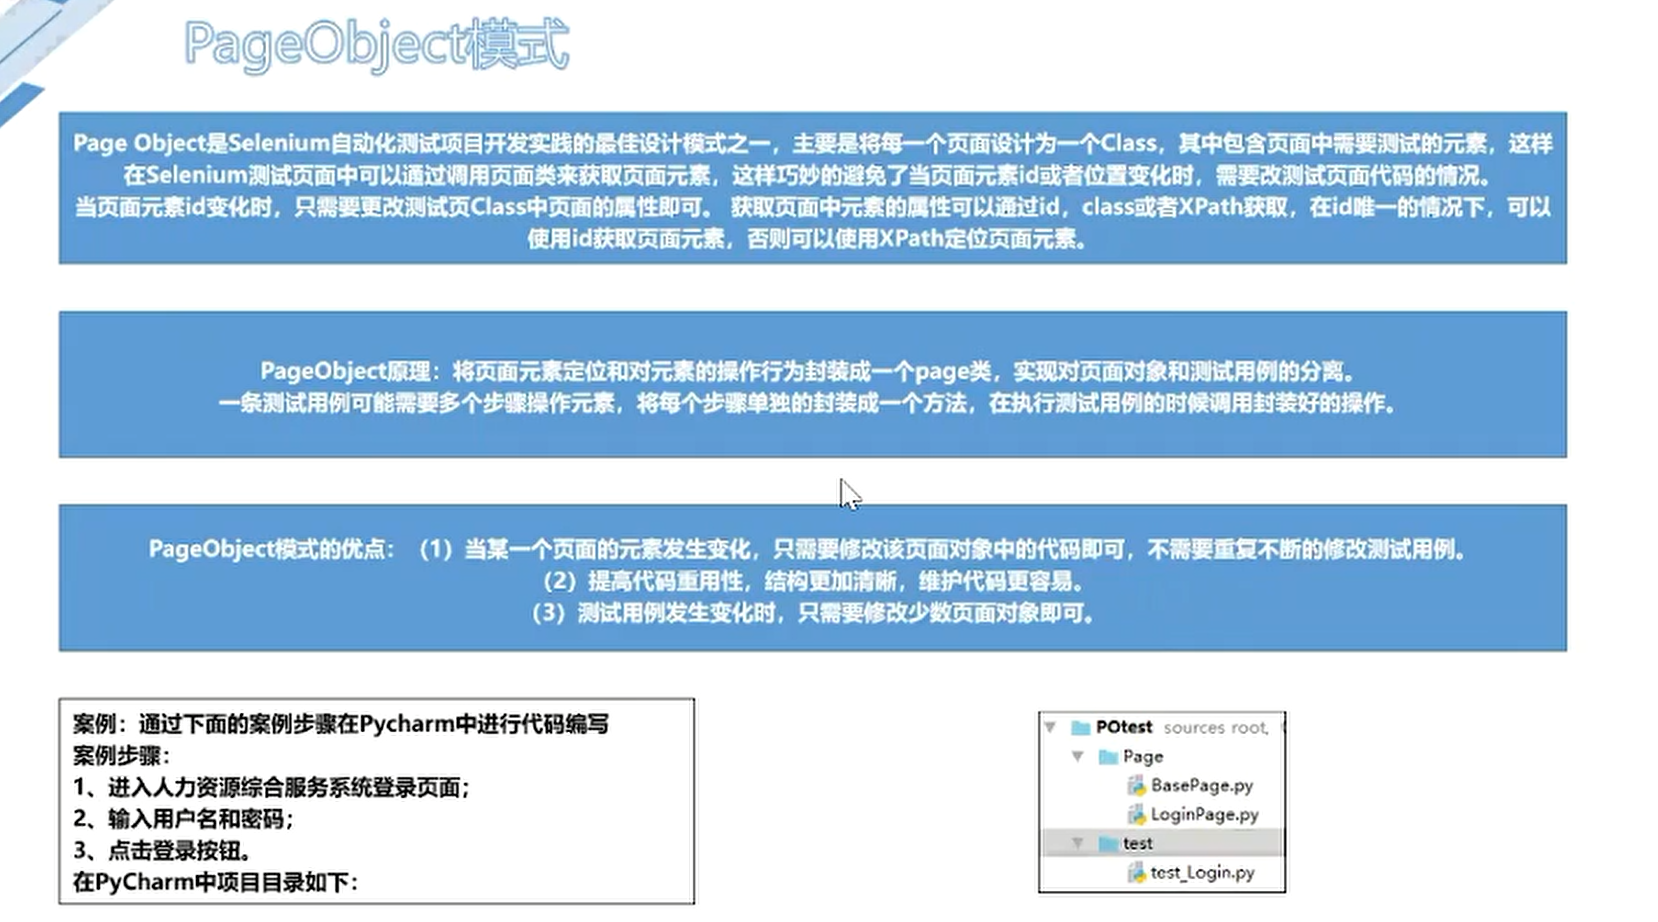 PageObject模式
Page Object是Selenium自动化测试项目开发实践的最佳设计模式之一，主要是将每一个页面设计为一个Class，其中包含页面中需要测试的元素，这样
在Selenium测试页面中可以通过调用页面类来获取页面元素，这样巧妙的避免了当页面元素id或者位置变化时，需要改测试页面代码的情况。
当页面元素id变化时，只需要更改测试页Class中页面的属性即可。 获取页面中元素的属性可以通过id，class或者XPath获取，在id唯一的情况下，可以
使用id获取页面元素，否则可以使用XPath定位页面元素。
PageObject原理：将页面元素定位和对元素的操作行为封装成一个page类，实现对页面对象和测试用例的分离。
一条测试用例可能需要多个步骤操作元素，将每个步骤单独的封装成一个方法，在执行测试用例的时候调用封装好的操作。
PageObject模式的优点：（1）当某一个页面的元素发生变化，只需要修改该页面对象中的代码即可，不需要重复不断的修改测试用例。
（2）提高代码重用性，结构更加清晰，维护代码更容易。
（3）测试用例发生变化时，只需要修改少数页面对象即可。
案例：通过下面的案例步骤在Pycharm中进行代码编写
案例步骤：
1、进入人力资源综合服务系统登录页面；
2、输入用户名和密码；
3、点击登录按钮。
在PyCharm中项目目录如下：
POtest sources root,
Page
BasePage.py
LoginPage.py
test
test_Login.py